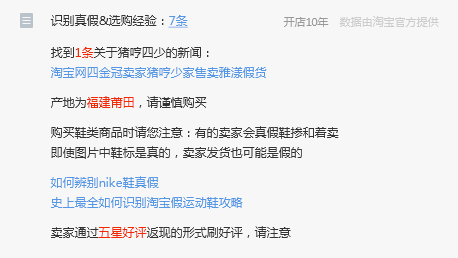 识别真假&选购经验：7条 开店10年 数据由淘宝官方提供
找到1条关于猪哼四少的新闻：
淘宝网四金冠卖家猪哼少家售卖雅漾假货
产地为福建莆田，请谨慎购买
购买鞋类商品时请您注意：有的卖家会真假鞋掺和着卖
即使图片中鞋标是真的，卖家发货也可能是假的
如何辨别nike鞋真假
史上最全如何识别淘宝假运动鞋攻略
卖家通过五星好评返现的形式刷好评，请注意